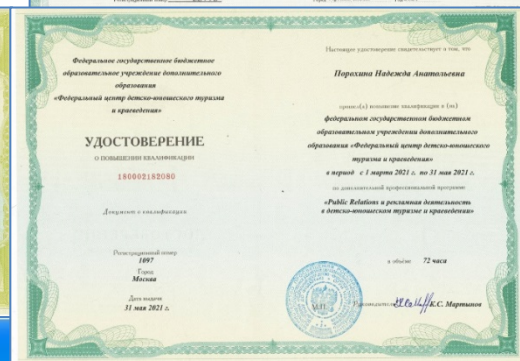 Федеральное государственное бюджетное
образовательное учреждение дополнительного
образования
«Федеральный центр детско-юношеского туризма
и краеведения»
УДОСТОВЕРЕНИЕ
О ПОВЫШЕНИИ КВАЛИФИКАЦИИ
180002182080
Документ о квалификации
Регистрационный номер
1097
Город
Москва
Дата выдачи
31 мая 2021 г.
Настоящее удостоверение свидетельствует о том, что
Порохина Надежда Анатольевна
прошел(а) повышение квалификации в (на)
федеральном государственном бюджетном
образовательном учреждении дополнительного
образования «Федеральный центр детско-юношеского
туризма и краеведения»
в период с 1 марта 2021 г. по 31 мая 2021 г.
по дополнительной профессиональной программе
«Public Relations и рекламная деятельность
в детско-юношеском туризме и краеведении»
в объёме 72 часа
М.П.
Руководитель К.С. Мартынов